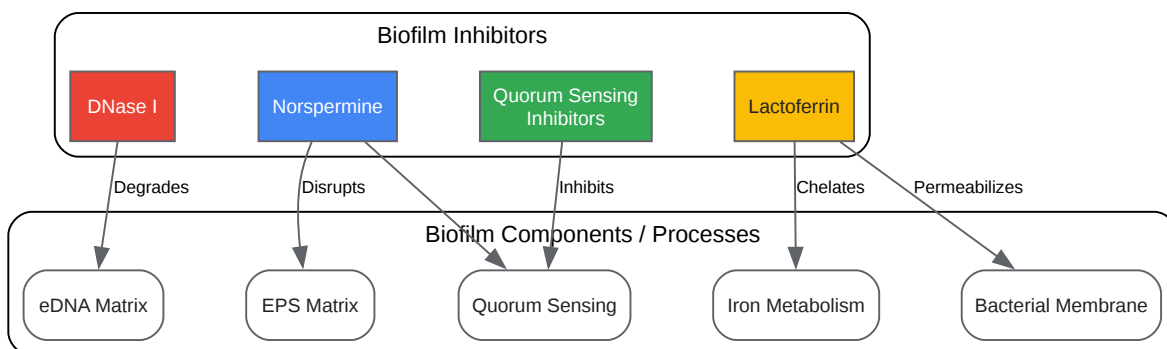 Biofilm Inhibitors
DNase I
Norspermine
Quorum Sensing
Inhibitors
Lactoferrin
Degrades
Disrupts
Inhibits
Chelates
Permeabilizes
Biofilm Components / Processes
eDNA Matrix
EPS Matrix
Quorum Sensing
Iron Metabolism
Bacterial Membrane